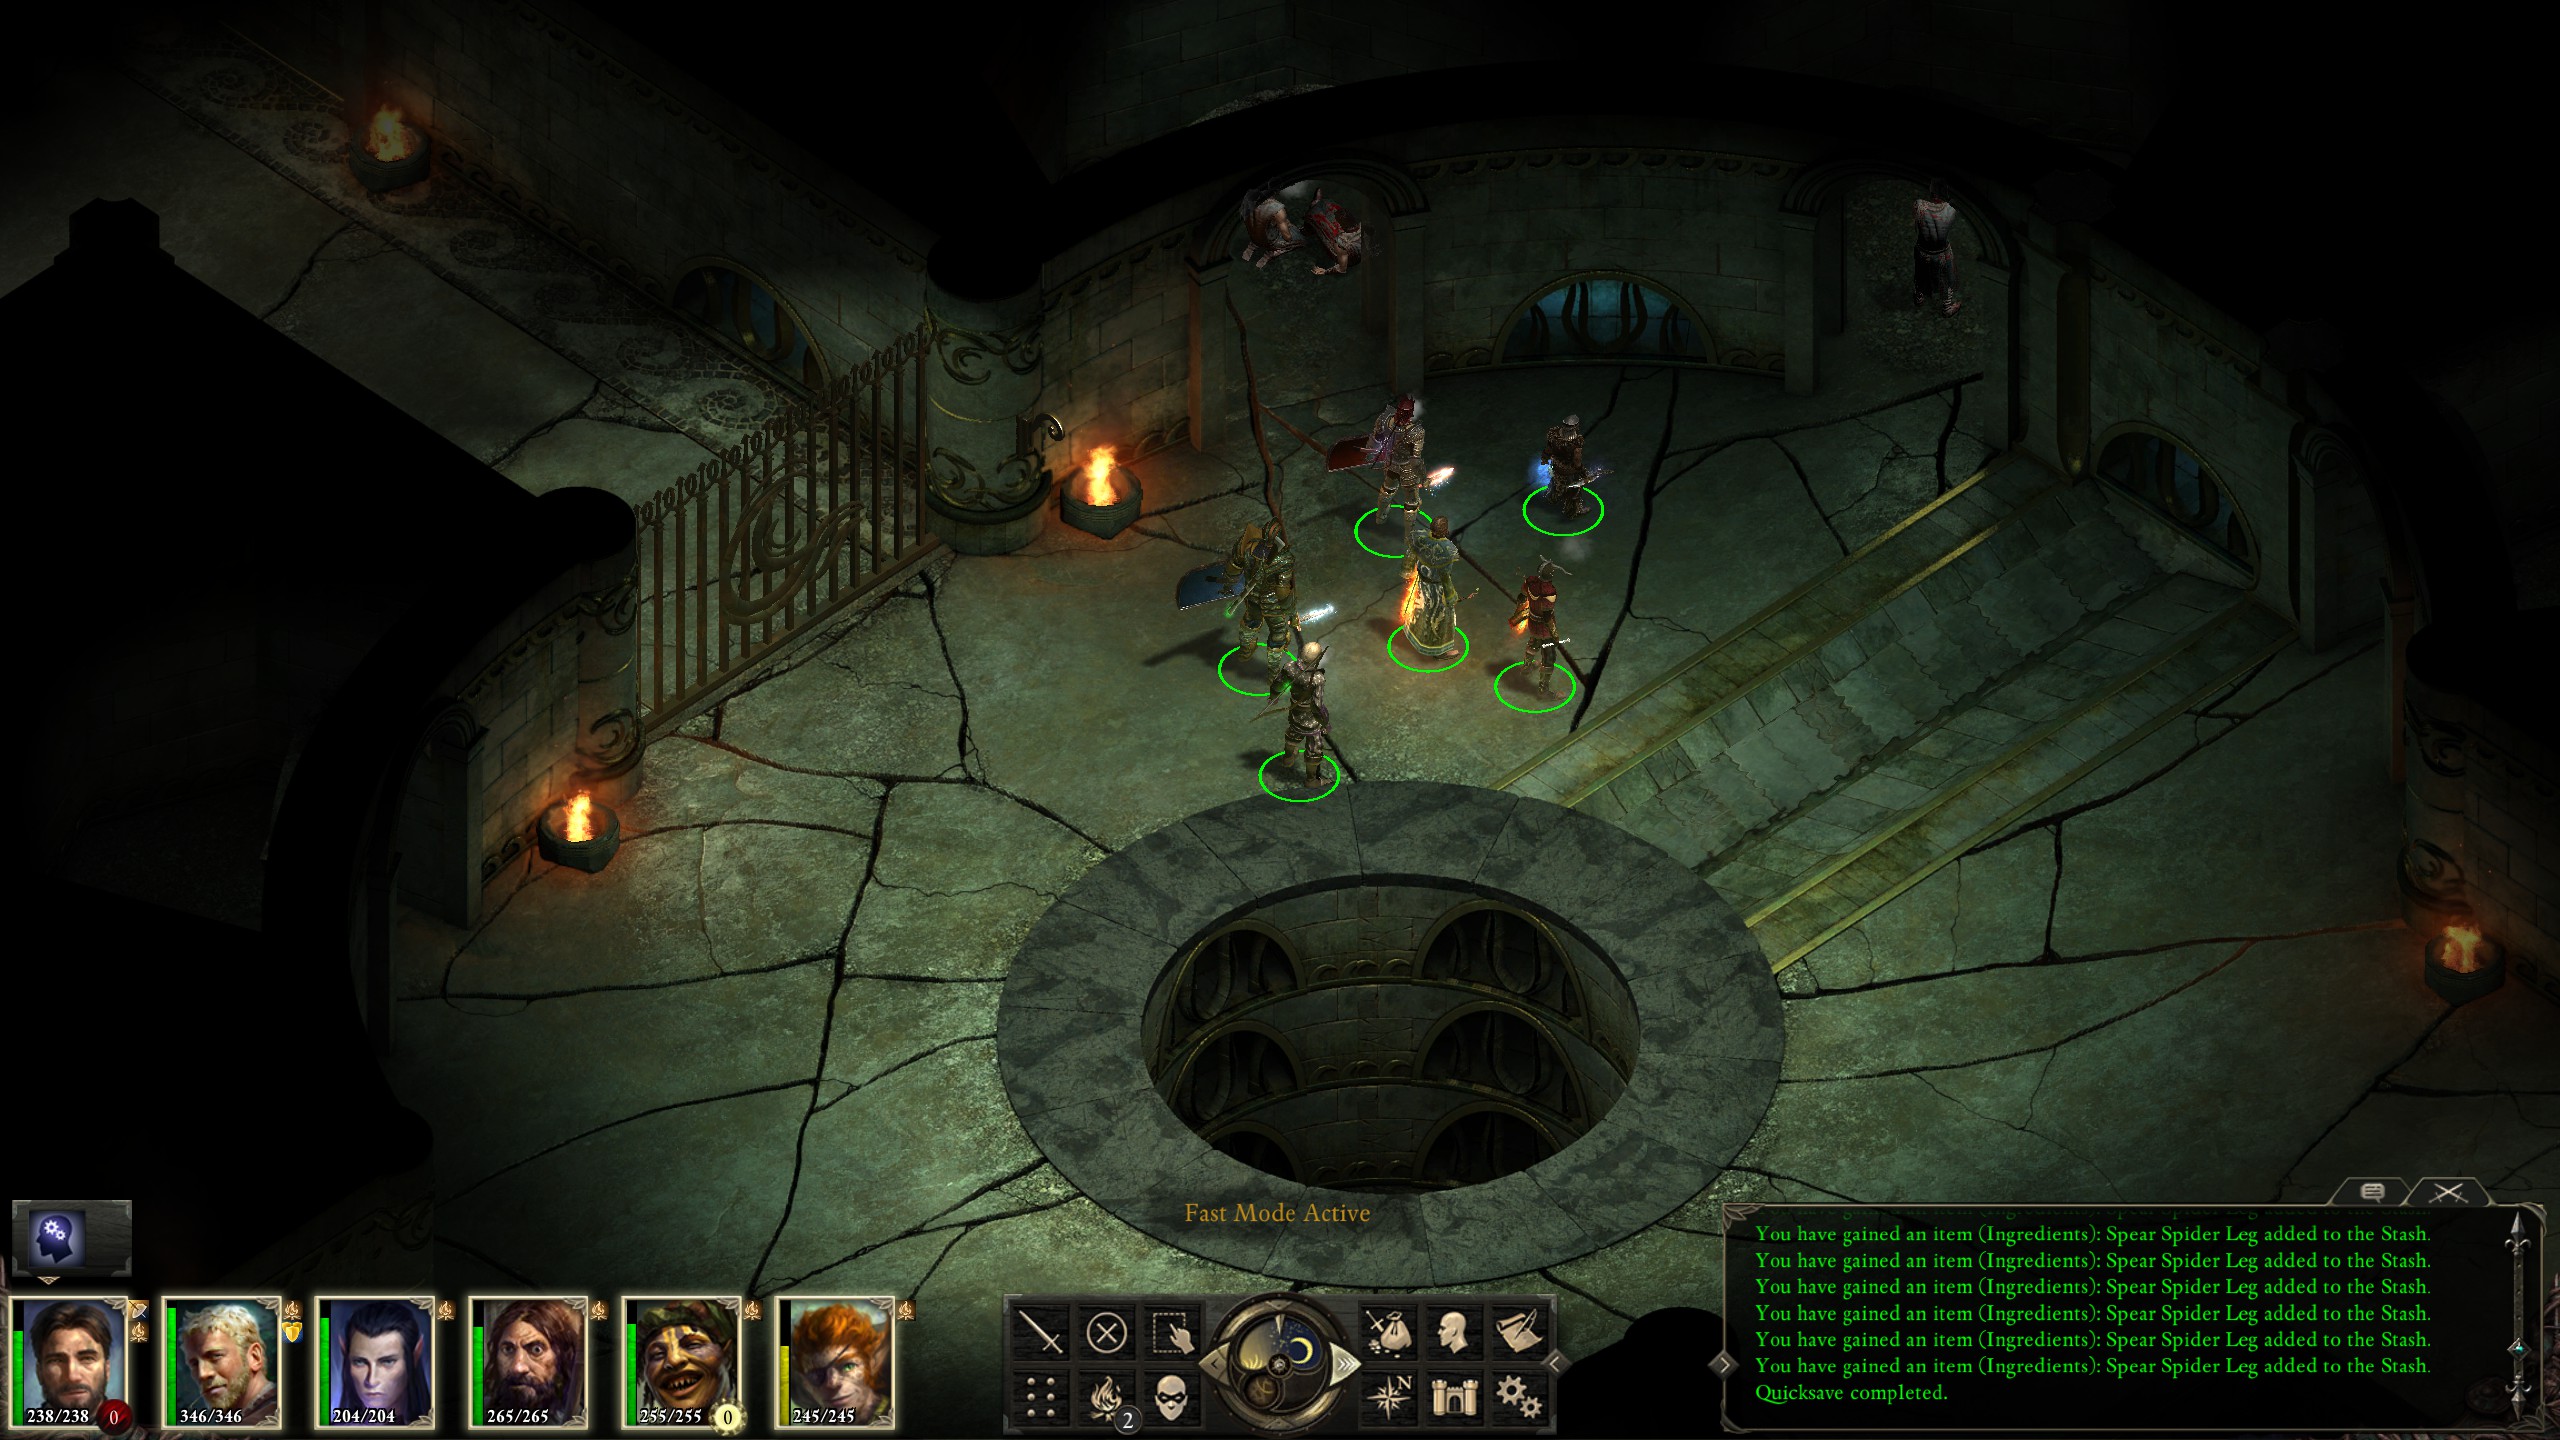 Fast Mode Active
You have gained an item (Ingredients): Spear Spider Leg added to the Stash.
You have gained an item (Ingredients): Spear Spider Leg added to the Stash.
You have gained an item (Ingredients): Spear Spider Leg added to the Stash.
You have gained an item (Ingredients): Spear Spider Leg added to the Stash.
You have gained an item (Ingredients): Spear Spider Leg added to the Stash.
You have gained an item (Ingredients): Spear Spider Leg added to the Stash.
Quicksave completed.
238/238 0
346/346
204/204
265/265
255/255 0
245/245
2
N